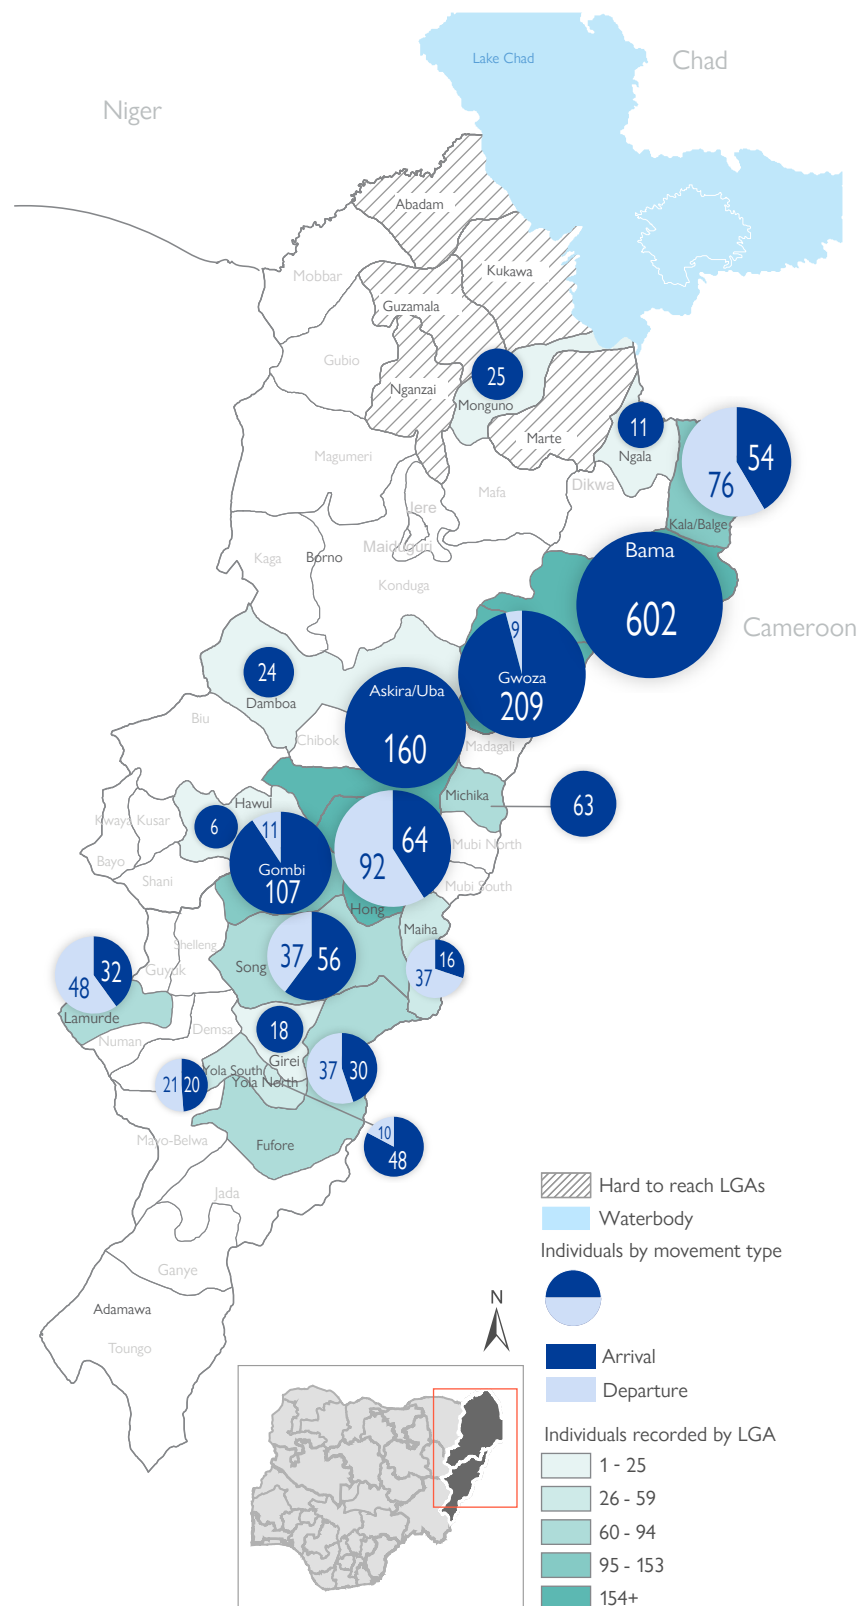 Lake Chad
Chad
Niger
Abadam
Kukawa
Mobbar
Guzamala
Gubio
25
Nganzai
Monguno
11
Marte
54
Magumeri
Ngala
76
Dikwa
Mafa
Jere
Kala/Balge
Maiduguri
Bama
Kaga
Borno
Konduga
602
Cameroon
9
24
Gwoza
Damboa
Askira/Uba
209
Biu
Chibok
160
Madagali
Michika
Hawul
63
Kwaya Kusar
6
11
64
Mubi North
Bayo
92
Gombi
Shani
107
Mubi South
Hong
Maiha
Shelleng
37
56
16
Guyuk
Song
32
48
37
Lamurde
18
Demsa
Numan
Girei
Yola South
37
30
21
20
Yola North
10
Mayo-Belwa
Fufore
48
Jada
Hard to reach LGAs
Waterbody
Individuals by movement type
Ganye
N
Adamawa
Toungo
Arrival
Departure
Individuals recorded by LGA
1 - 25
26 - 59
60 - 94
95 - 153
154+